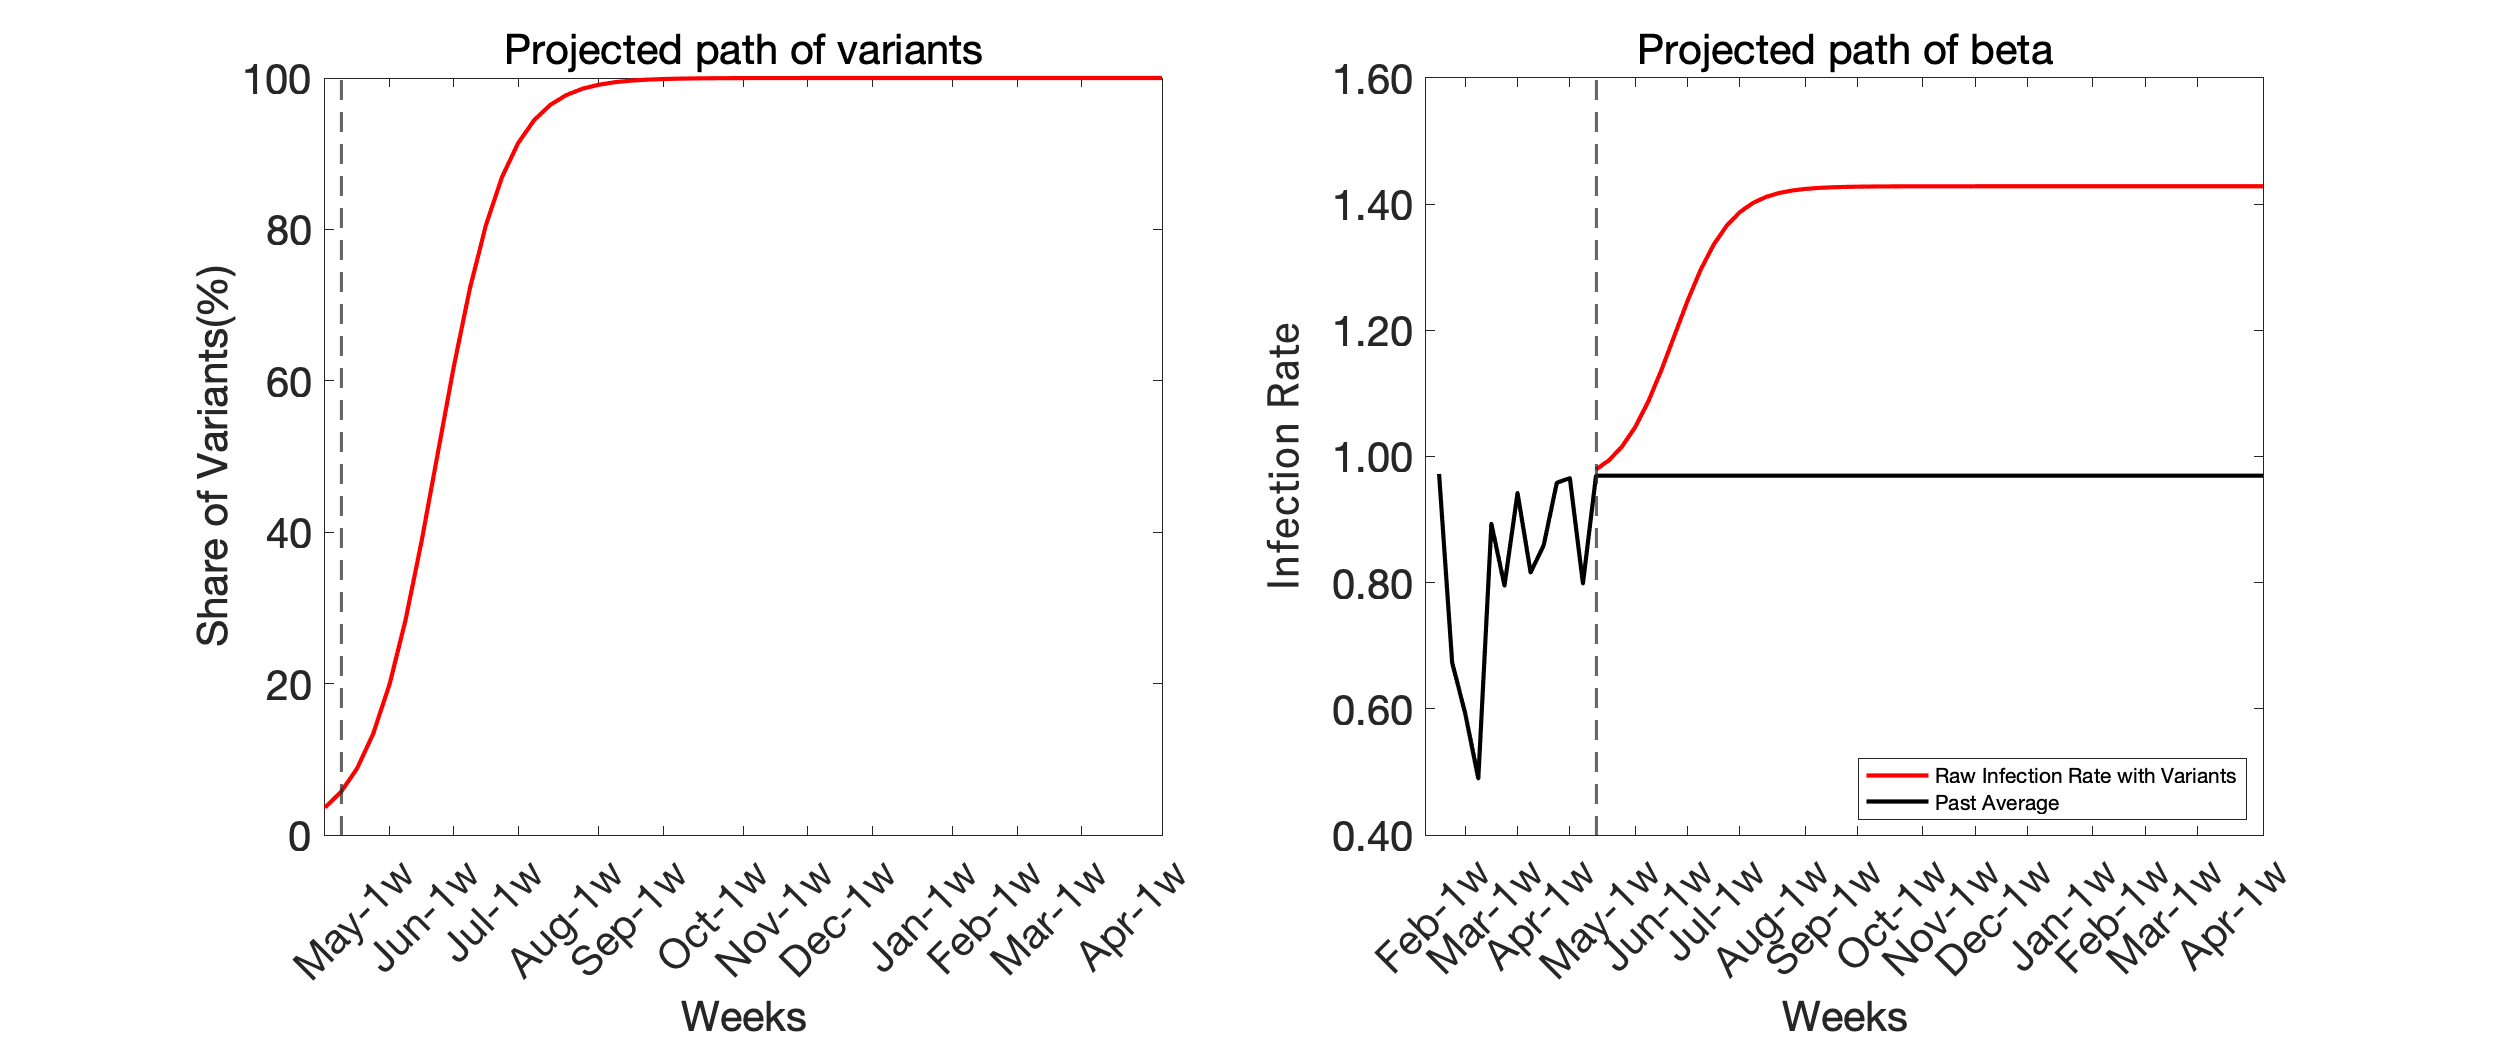 Projected path of variants
100
80
60
40
20
0
Share of Variants(%)
May-1w
Jun-1w
Jul-1w
Aug-1w
Sep-1w
Oct-1w
Nov-1w
Dec-1w
Jan-1w
Feb-1w
Mar-1w
Apr-1w
Weeks
Projected path of beta
1.60
1.40
1.20
1.00
0.80
0.60
0.40
Infection Rate
Raw Infection Rate with Variants
Past Average
Feb-1w
Mar-1w
Apr-1w
May-1w
Jun-1w
Jul-1w
Aug-1w
Sep-1w
Oct-1w
Nov-1w
Dec-1w
Jan-1w
Feb-1w
Mar-1w
Apr-1w
Weeks